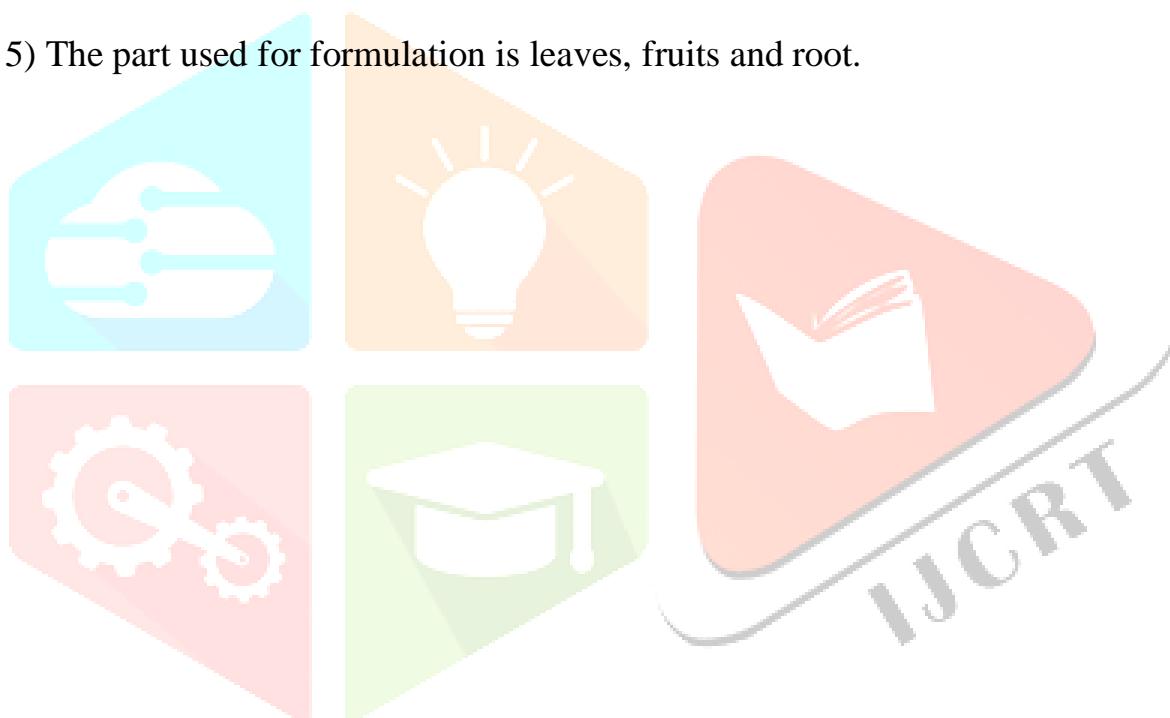 5) The part used for formulation is leaves, fruits and root.
IJCRT